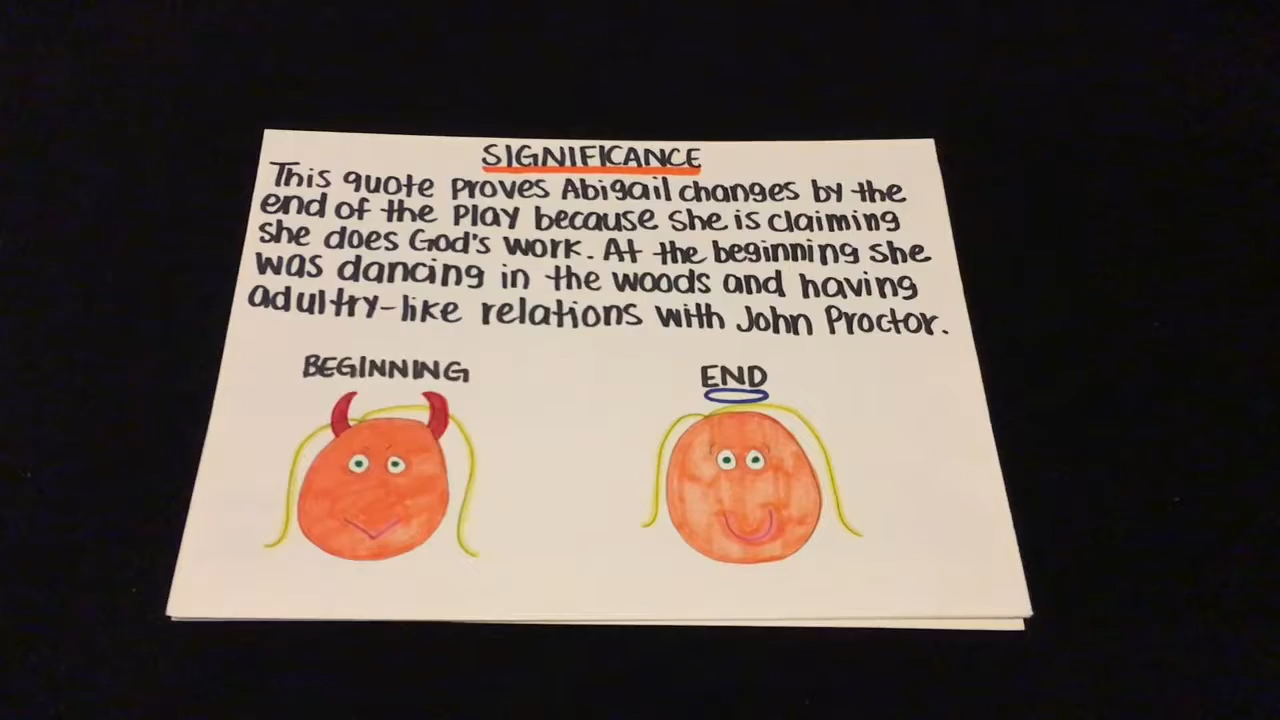 SIGNIFICANCE
This quote proves Abigail changes by the
end of the play because she is claiming
she does God's work. At the beginning she
was dancing in the woods and having
adultry-like relations with John Proctor.
BEGINNING
END